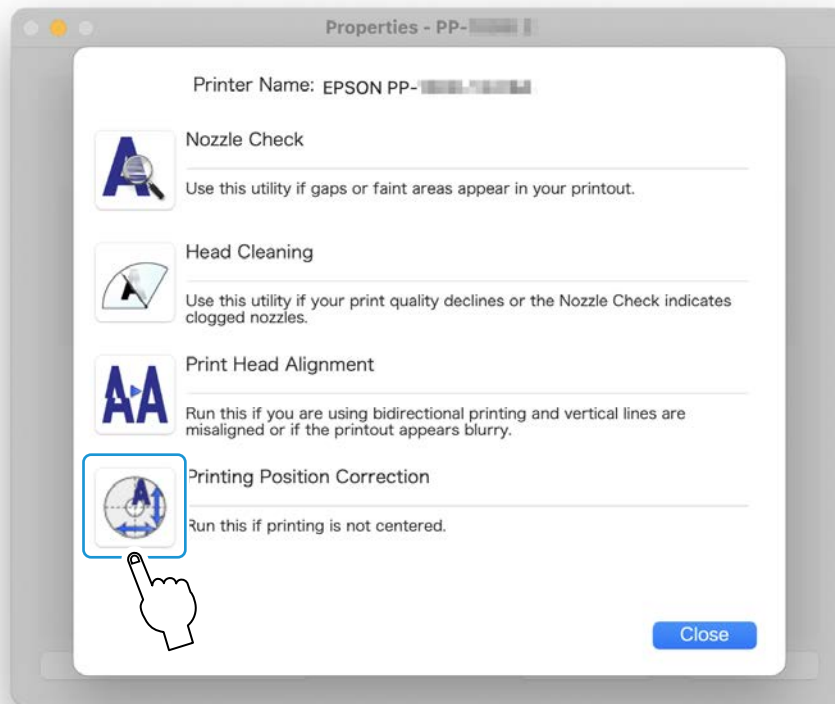 Properties - PP-
Printer Name: EPSON PP-
Nozzle Check
Use this utility if gaps or faint areas appear in your printout.
Head Cleaning
Use this utility if your print quality declines or the Nozzle Check indicates
clogged nozzles.
Print Head Alignment
Run this if you are using bidirectional printing and vertical lines are
misaligned or if the printout appears blurry.
Printing Position Correction
Run this if printing is not centered.
Close